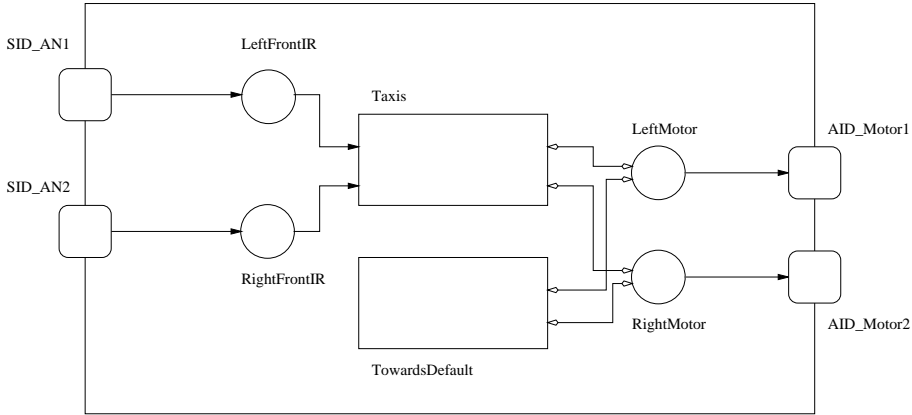 SID_AN1
LeftFrontIR
Taxis
LeftMotor
AID_Motor1
SID_AN2
RightFrontIR
RightMotor
AID_Motor2
TowardsDefault